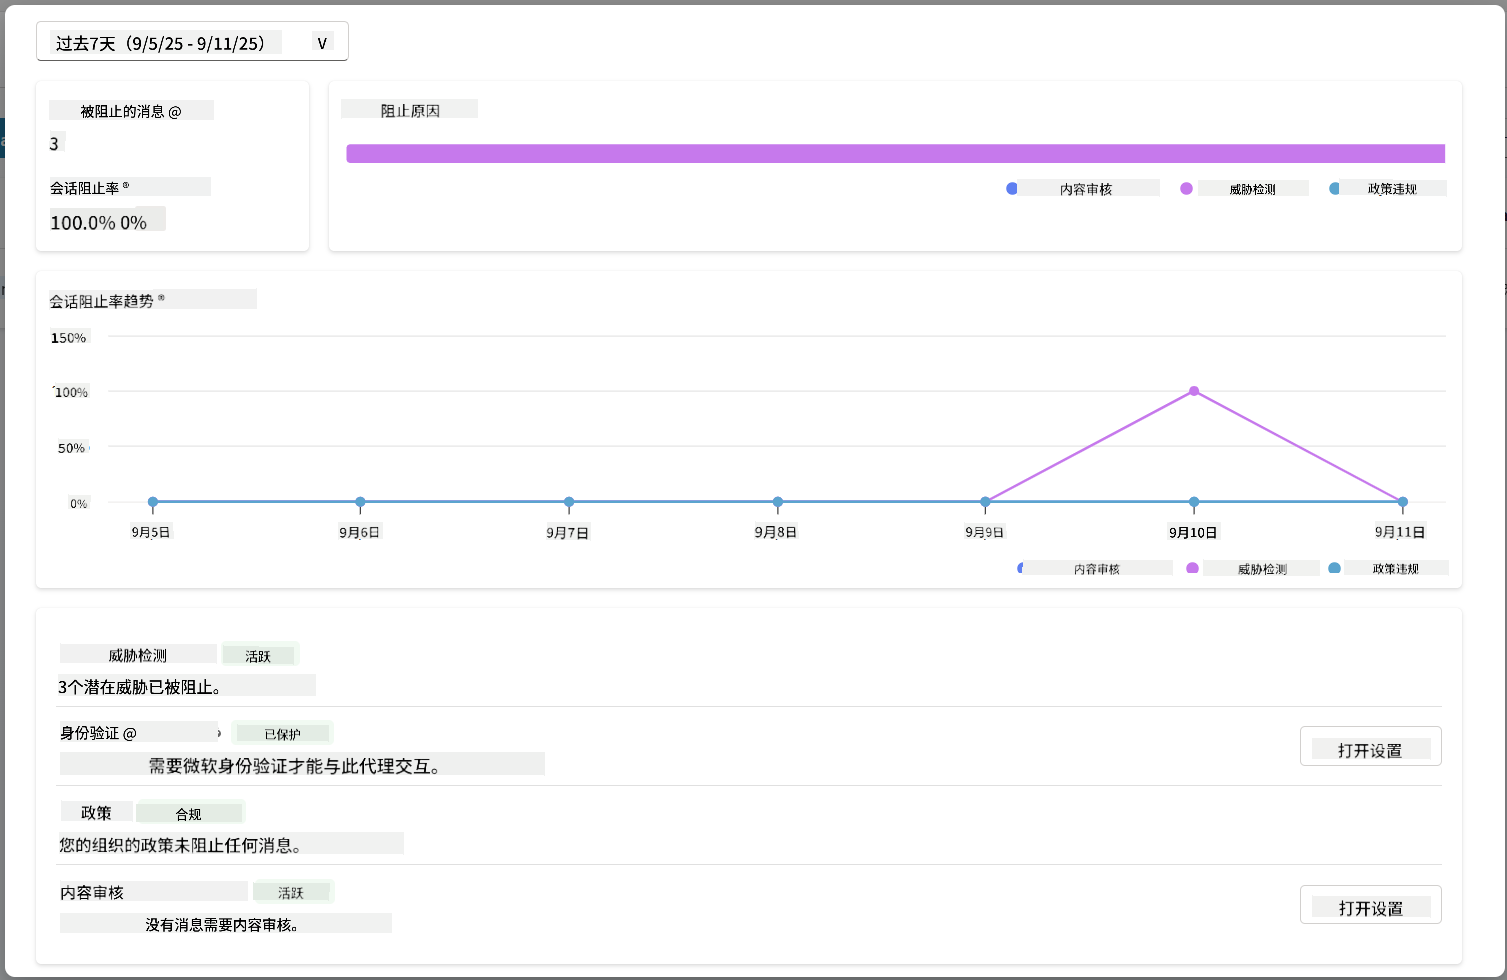 过去7天（9/5/25 - 9/11/25） V
被阻止的消息 @
3
会话阻止率 ®
100.0% 0%
阻止原因
内容审核 威胁检测 政策违规
会话阻止率趋势 ®
150%
100%
50%
0%
9月5日 9月6日 9月7日 9月8日 9月9日 9月10日 9月11日
内容审核 威胁检测 政策违规
威胁检测 活跃
3个潜在威胁已被阻止。
身份验证 @ 已保护
需要微软身份验证才能与此代理交互。
打开设置
政策 合规
您的组织的政策未阻止任何消息。
内容审核 活跃
没有消息需要内容审核。
打开设置